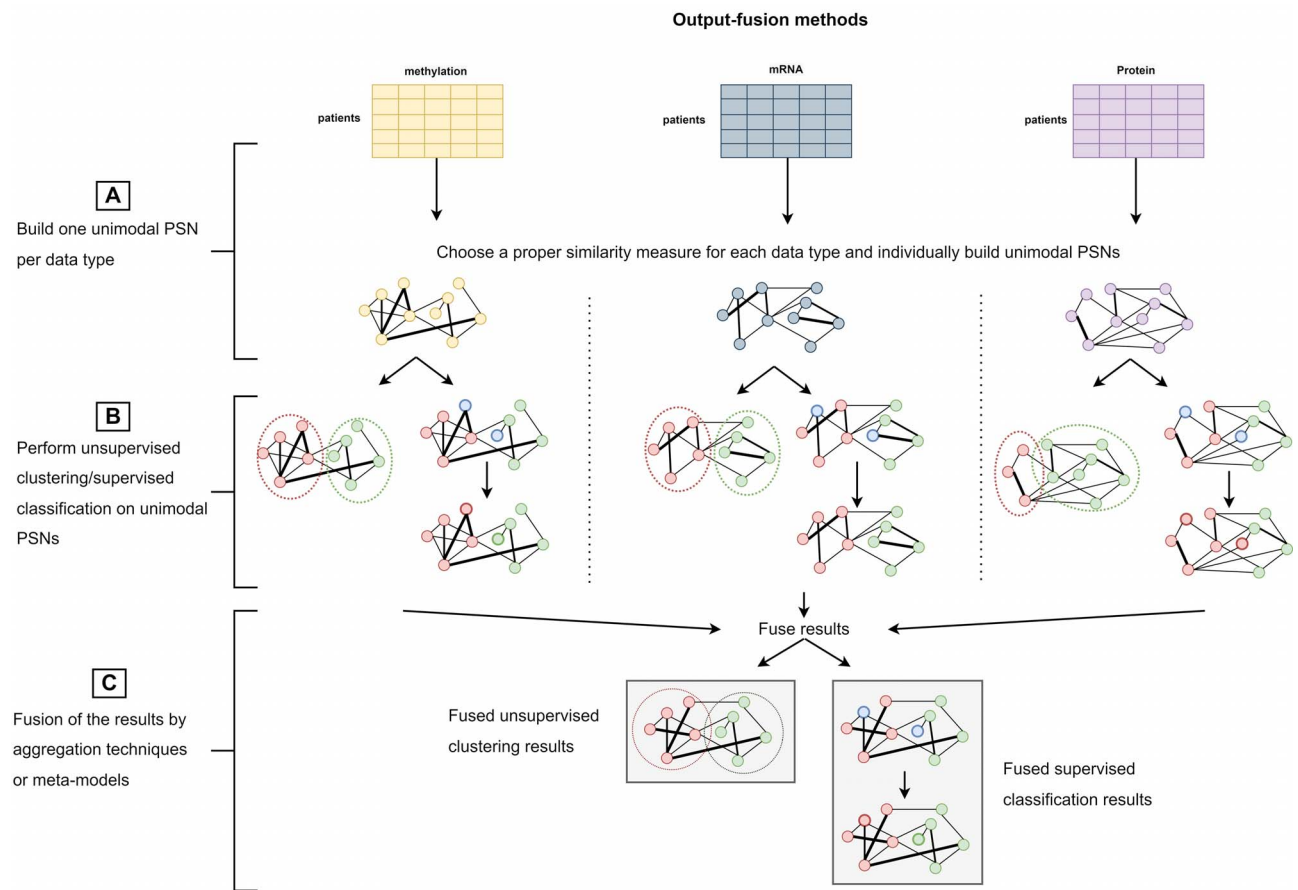 Output-fusion methods
methylation
mRNA
Protein
patients
patients
patients
A
Build one unimodal PSN
per data type
Choose a proper similarity measure for each data type and individually build unimodal PSNs
B
Perform unsupervised
clustering/supervised
classification on unimodal
PSNs
Fuse results
C
Fusion of the results by
aggregation techniques
or meta-models
Fused unsupervised
clustering results
Fused supervised
classification results